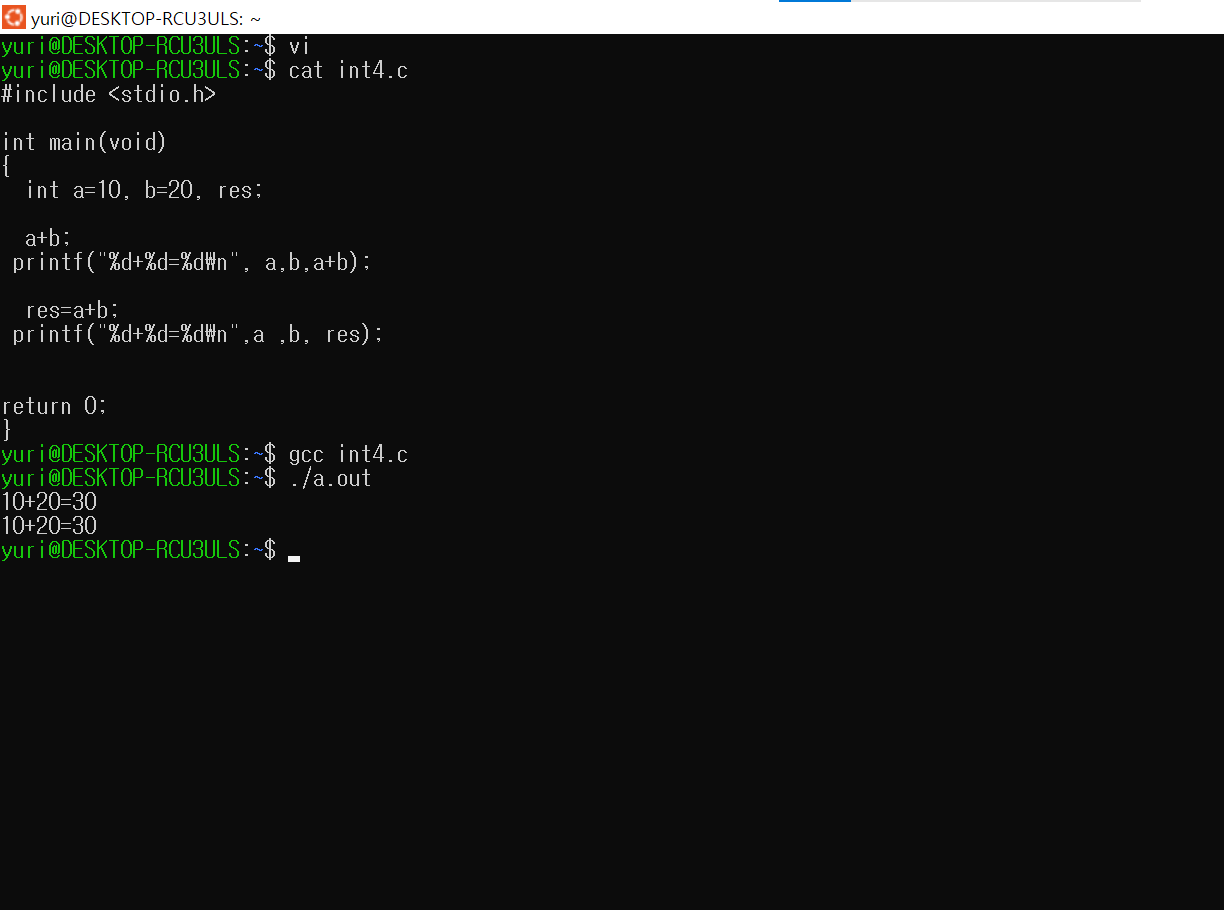 yuri@DESKTOP-RCU3ULS: ~
yuri@DESKTOP-RCU3ULS:~$ vi
yuri@DESKTOP-RCU3ULS:~$ cat int4.c
#include <stdio.h>
int main(void)
{
  int a=10, b=20, res;
  a+b;
 printf("%d+%d=%d₩n", a,b,a+b);
  res=a+b;
 printf("%d+%d=%d₩n",a ,b, res);
return 0;
}
yuri@DESKTOP-RCU3ULS:~$ gcc int4.c
yuri@DESKTOP-RCU3ULS:~$ ./a.out
10+20=30
10+20=30
yuri@DESKTOP-RCU3ULS:~$